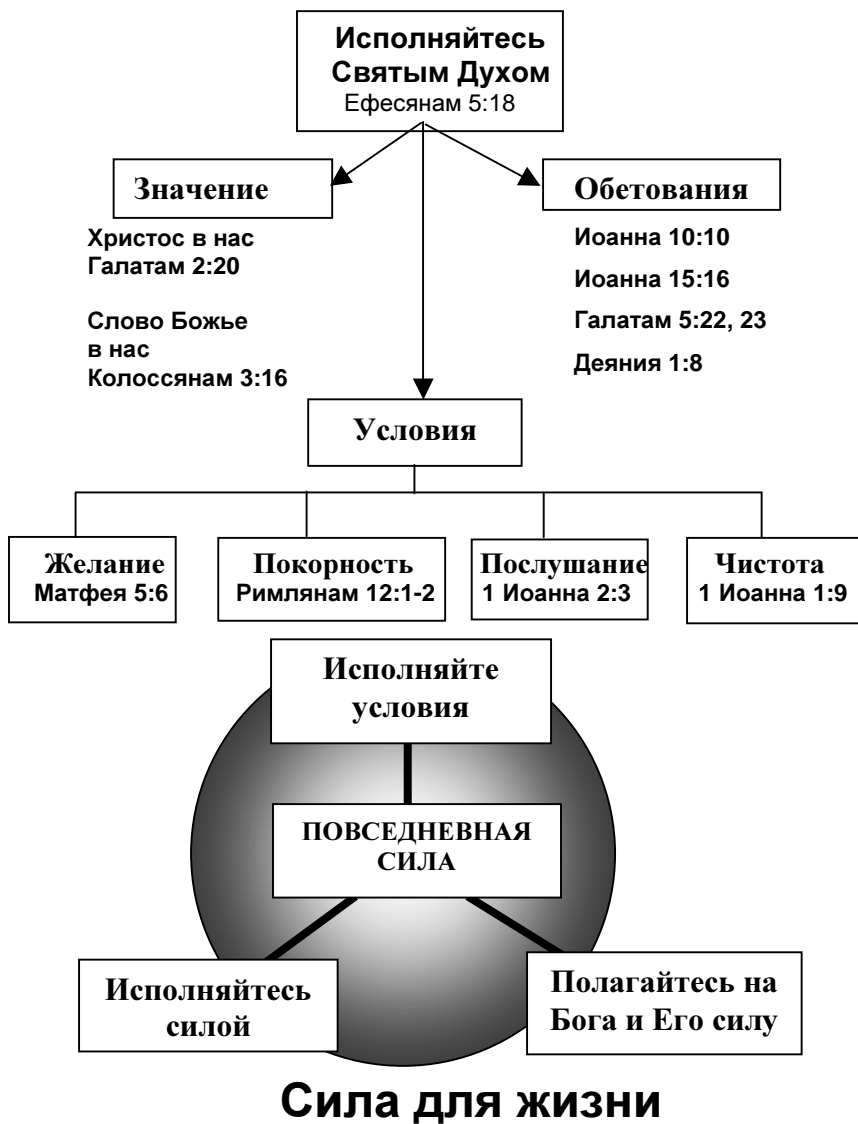 Исполняйтесь
Святым Духом
Ефесянам 5:18
Значение
Обетования
Христос в нас
Галатам 2:20
Слово Божье
в нас
Колоссянам 3:16
Иоанна 10:10
Иоанна 15:16
Галатам 5:22, 23
Деяния 1:8
Условия
Желание
Матфея 5:6
Покорность
Римлянам 12:1-2
Послушание
1 Иоанна 2:3
Чистота
1 Иоанна 1:9
Исполняйте
условия
ПОВСЕДНЕВНАЯ
СИЛА
Исполняйтесь
силой
Полагайтесь на
Бога и Его силу
Сила для жизни